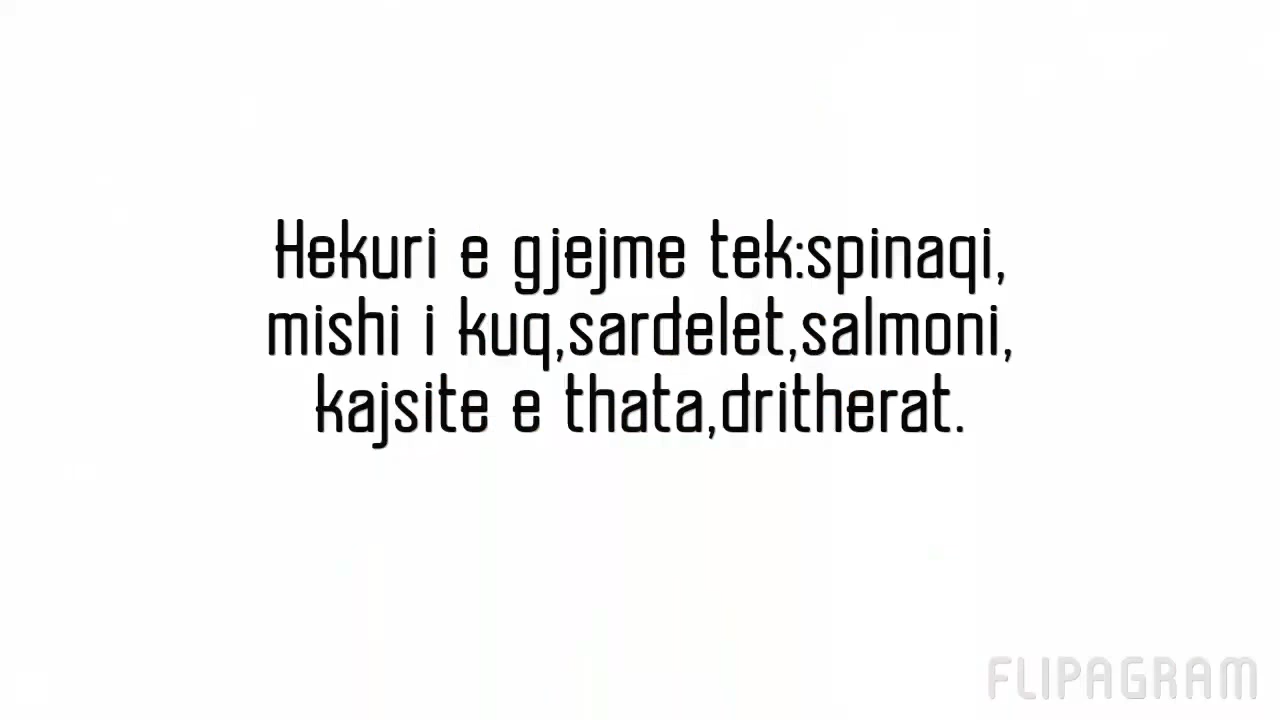 Hekuri e gjejme tek:spinaqi,
mishi i kuq,sardelet,salmoni,
kajsite e thata,dritherat.
FLIPAGRAM